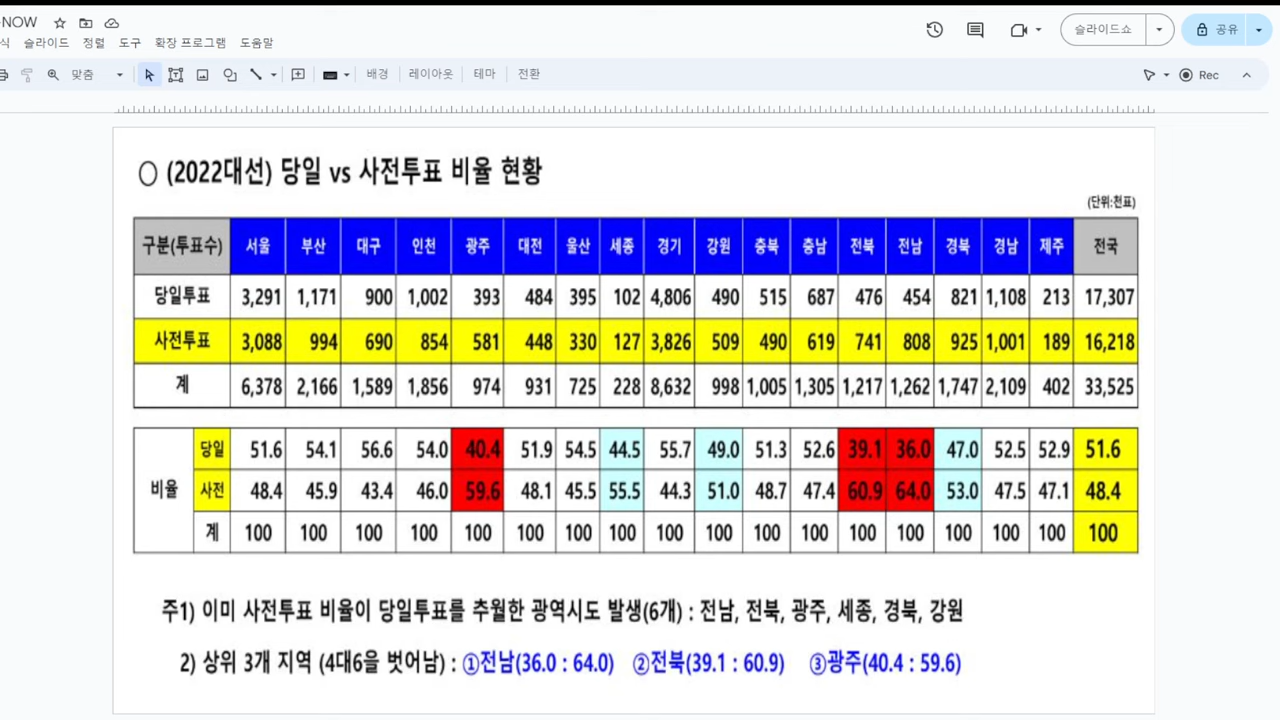 -NOW
식 슬라이드 정렬 도구 확장 프로그램 도움말
슬라이드쇼 공유
맞춤 배경 레이아웃 테마 전환 Rec
○ (2022대선) 당일 vs 사전투표 비율 현황
(단위:천표)
구분(투표수) 서울 부산 대구 인천 광주 대전 울산 세종 경기 강원 충북 충남 전북 전남 경북 경남 제주 전국
당일투표 3,291 1,171 900 1,002 393 484 395 102 4,806 490 515 687 476 454 821 1,108 213 17,307
사전투표 3,088 994 690 854 581 448 330 127 3,826 509 490 619 741 808 925 1,001 189 16,218
계 6,378 2,166 1,589 1,856 974 931 725 228 8,632 998 1,005 1,305 1,217 1,262 1,747 2,109 402 33,525
당일 51.6 54.1 56.6 54.0 40.4 51.9 54.5 44.5 55.7 49.0 51.3 52.6 39.1 36.0 47.0 52.5 52.9 51.6
비율 사전 48.4 45.9 43.4 46.0 59.6 48.1 45.5 55.5 44.3 51.0 48.7 47.4 60.9 64.0 53.0 47.5 47.1 48.4
계 100 100 100 100 100 100 100 100 100 100 100 100 100 100 100 100 100 100
주1) 이미 사전투표 비율이 당일투표를 추월한 광역시도 발생(6개) : 전남, 전북, 광주, 세종, 경북, 강원
2) 상위 3개 지역 (4대6을 벗어남) : ①전남(36.0 : 64.0) ②전북(39.1 : 60.9) ③광주(40.4 : 59.6)